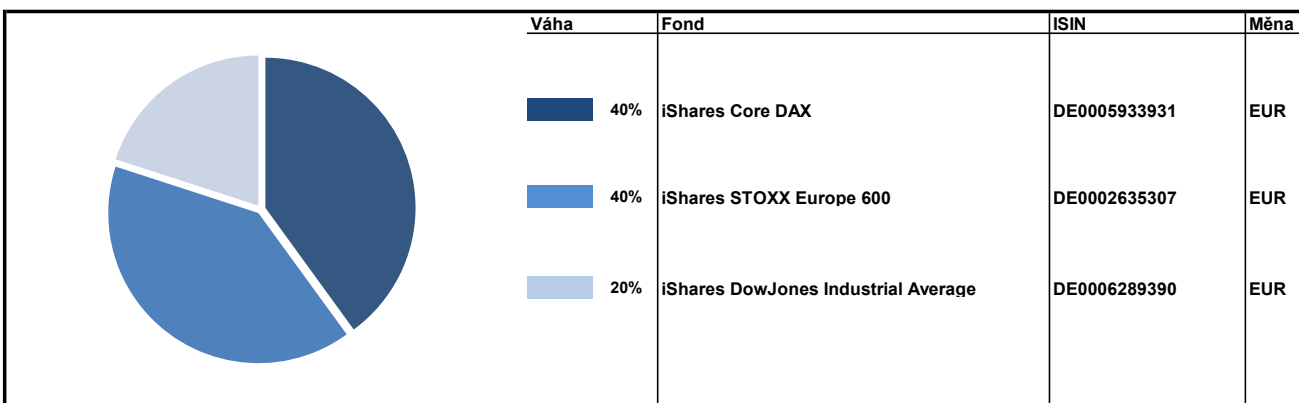 Váha Fond ISIN Měna
40% iShares Core DAX DE0005933931 EUR
40% iShares STOXX Europe 600 DE0002635307 EUR
20% iShares DowJones Industrial Average DE0006289390 EUR